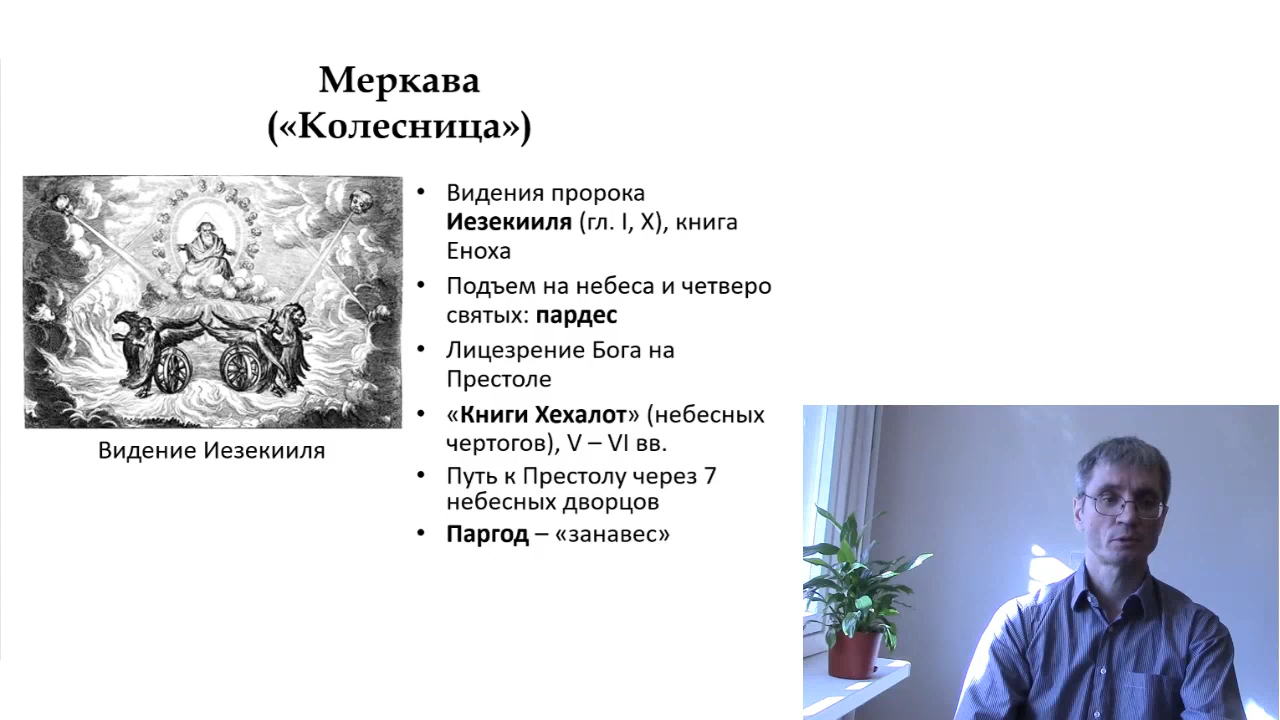 Меркава
(«Колесница»)
• Видения пророка
Иезекииля (гл. I, X), книга
Еноха
• Подъем на небеса и четверо
святых: пардес
• Лицезрение Бога на
Престоле
• «Книги Хехалот» (небесных
чертогов), V – VI вв.
• Путь к Престолу через 7
небесных дворцов
• Паргод – «занавес»
Видение Иезекииля